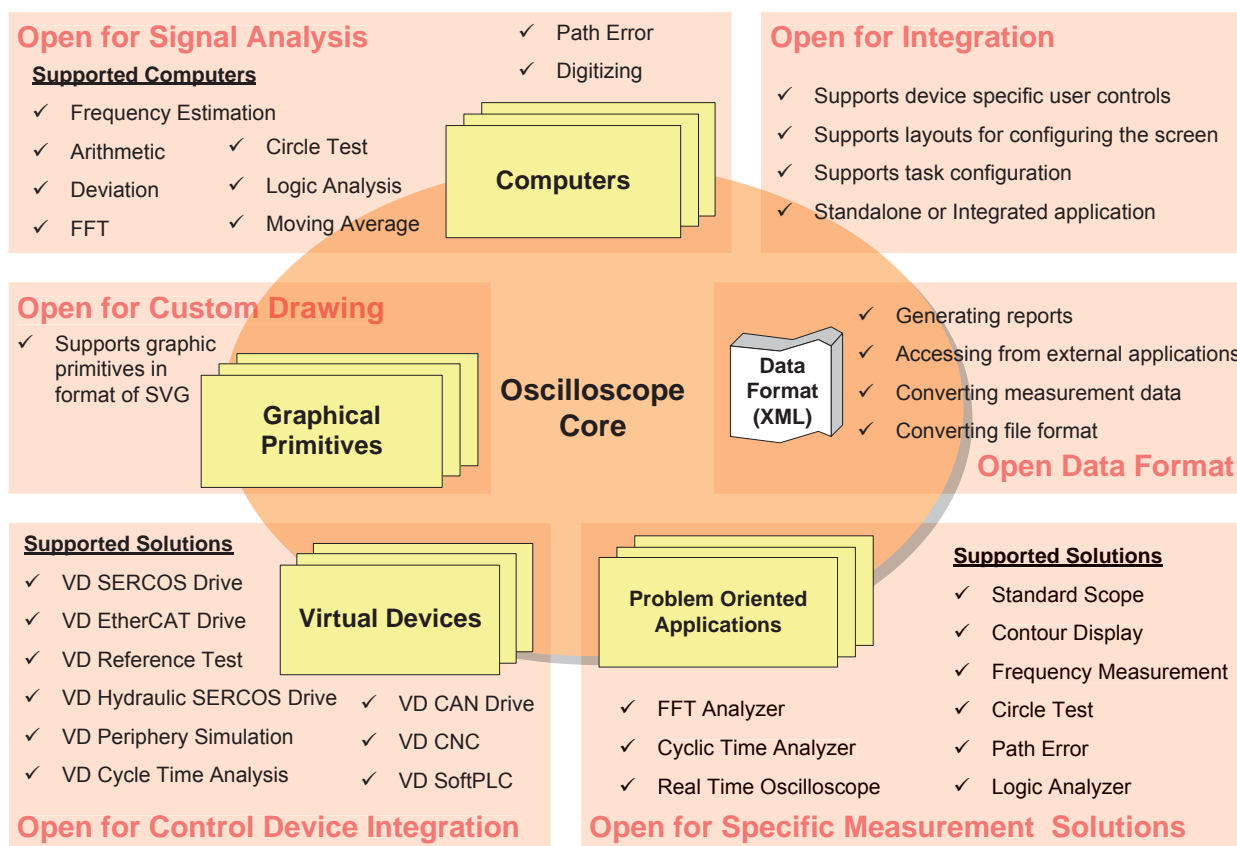 Open for Signal Analysis
Supported Computers
✓ Frequency Estimation
✓ Arithmetic
✓ Deviation
✓ FFT
✓ Circle Test
✓ Logic Analysis
✓ Moving Average
✓ Path Error
✓ Digitizing
Computers
Open for Integration
✓ Supports device specific user controls
✓ Supports layouts for configuring the screen
✓ Supports task configuration
✓ Standalone or Integrated application
Open for Custom Drawing
✓ Supports graphic
primitives in
format of SVG
Graphical
Primitives
Oscilloscope
Core
Data
Format
(XML)
✓ Generating reports
✓ Accessing from external applications
✓ Converting measurement data
✓ Converting file format
Open Data Format
Supported Solutions
✓ VD SERCOS Drive
✓ VD EtherCAT Drive
✓ VD Reference Test
✓ VD Hydraulic SERCOS Drive
✓ VD Periphery Simulation
✓ VD Cycle Time Analysis
✓ VD CAN Drive
✓ VD CNC
✓ VD SoftPLC
Virtual Devices
Open for Control Device Integration
Problem Oriented
Applications
✓ FFT Analyzer
✓ Cyclic Time Analyzer
✓ Real Time Oscilloscope
Supported Solutions
✓ Standard Scope
✓ Contour Display
✓ Frequency Measurement
✓ Circle Test
✓ Path Error
✓ Logic Analyzer
Open for Specific Measurement Solutions